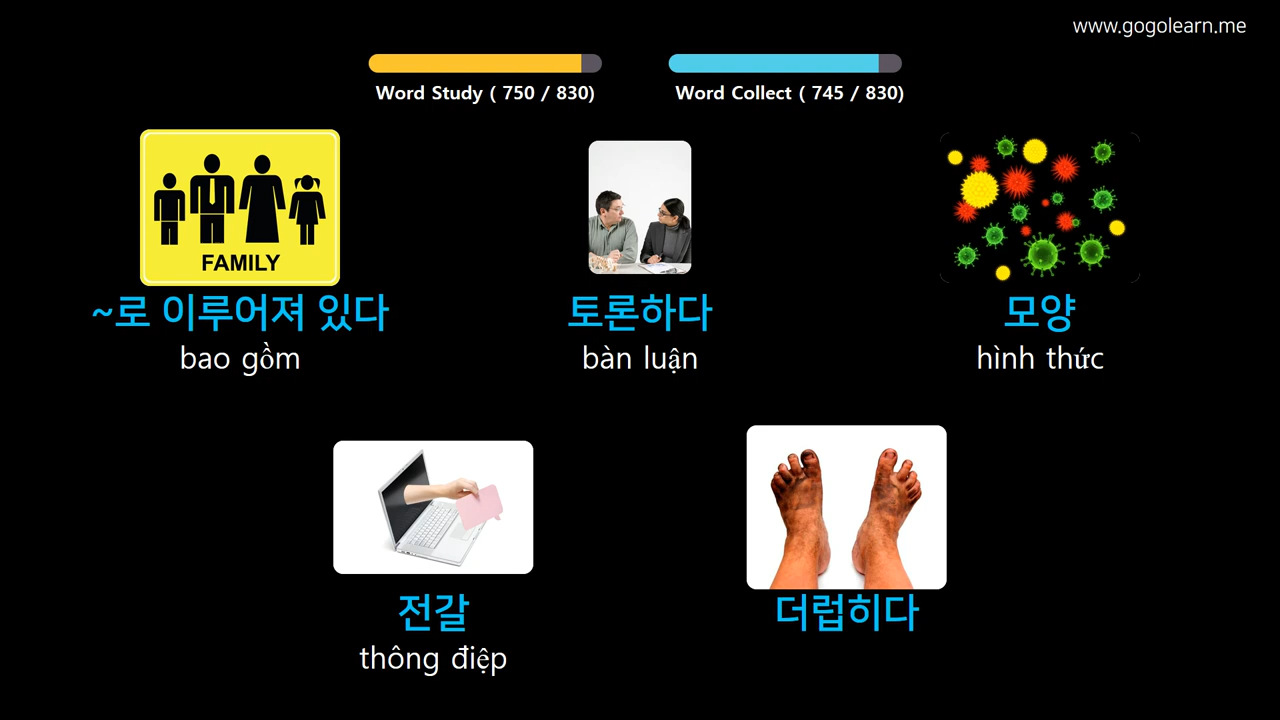 www.gogolearn.me
Word Study ( 750 / 830)
Word Collect ( 745 / 830)
FAMILY
~로 이루어져 있다
bao gồm
토론하다
bàn luận
모양
hình thức
전갈
thông điệp
더럽히다